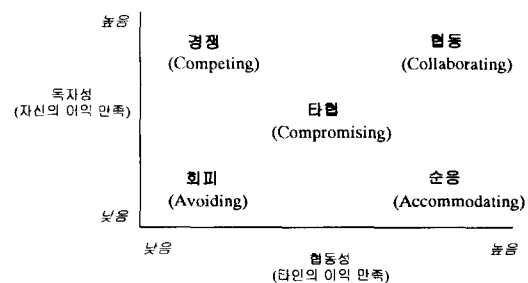 높음
경쟁
(Competing)
협동
(Collaborating)
독자성
(자신의 이익 만족)
타협
(Compromising)
회피
(Avoiding)
순응
(Accommodating)
낮음
낮음
협동성
(타인의 이익 만족)
높음